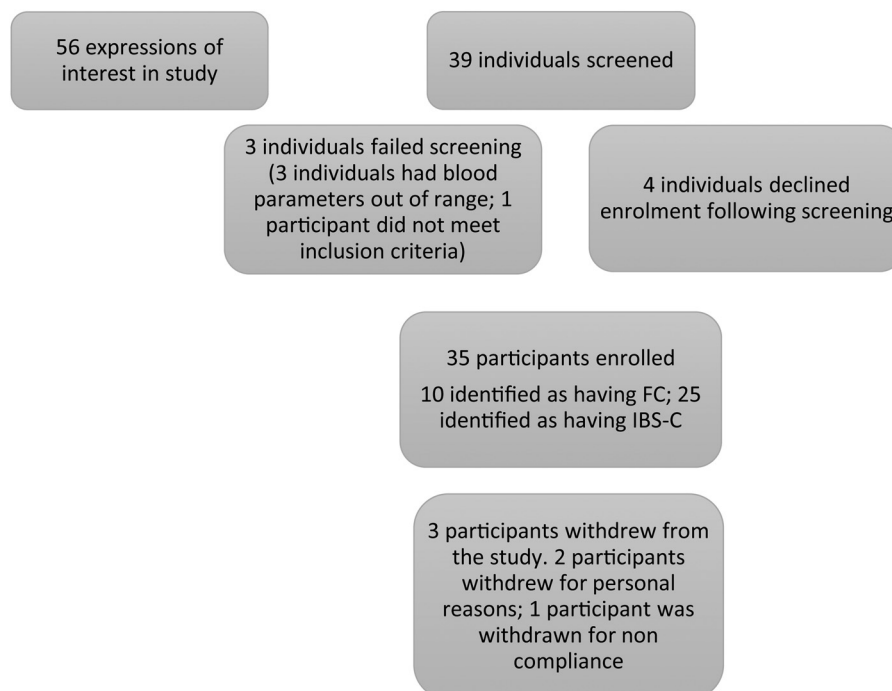 56 expressions of
interest in study
39 individuals screened
3 individuals failed screening
(3 individuals had blood
parameters out of range; 1
participant did not meet
inclusion criteria)
4 individuals declined
enrolment following screening
35 participants enrolled
10 identified as having FC; 25
identified as having IBS-C
3 participants withdrew from
the study. 2 participants
withdrew for personal
reasons; 1 participant was
withdrawn for non
compliance